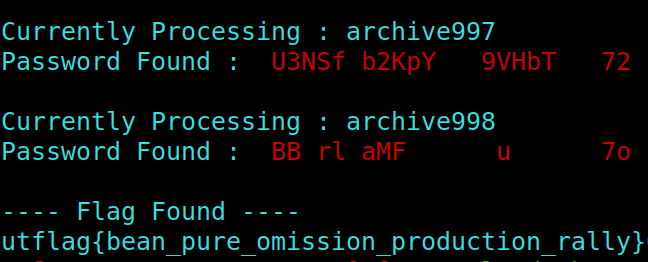 Currently Processing : archive997
Password Found :  U3NSf b2KpY   9VHbT   72
Currently Processing : archive998
Password Found :  BB rl aMF      u      7o
---- Flag Found ----
utflag{bean_pure_omission_production_rally}